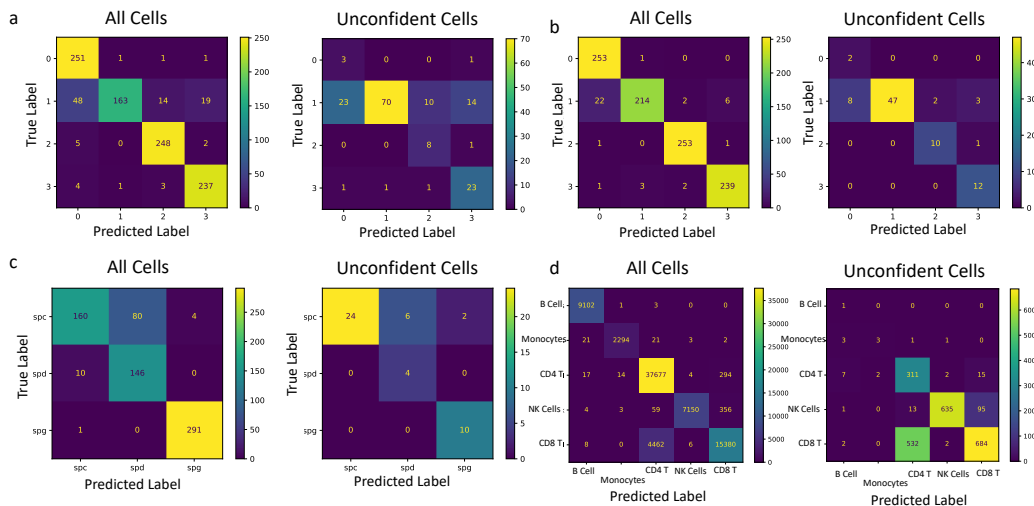 a
All Cells
True Label
0
1
2
3
251 1 1 1
48 163 14 19
5 0 248 2
4 1 3 237
0 1 2 3
Predicted Label
250
200
150
100
50
0
Unconfident Cells
True Label
0
1
2
3
3 0 0 1
23 70 10 14
0 0 8 1
1 1 1 23
0 1 2 3
Predicted Label
70
60
50
40
30
20
10
0
b
All Cells
True Label
0
1
2
3
253 1 0 0
22 214 2 6
1 0 253 1
1 3 2 239
0 1 2 3
Predicted Label
250
200
150
100
50
0
Unconfident Cells
True Label
0
1
2
3
2 0 0 0
8 47 2 3
0 0 10 1
0 0 0 12
0 1 2 3
Predicted Label
40
30
20
10
0
c
All Cells
True Label
spc
spd
spg
160 80 4
10 146 0
1 0 291
spc spd spg
Predicted Label
250
200
150
100
50
0
Unconfident Cells
True Label
spc
spd
spg
24 6 2
0 4 0
0 0 10
spc spd spg
Predicted Label
20
15
10
5
0
d
All Cells
True Label
B Cell
Monocytes
CD4 T
NK Cells
CD8 T
9102 1 3 0 0
21 2294 21 3 2
17 14 37677 4 294
4 3 59 7150 356
8 0 4462 6 15380
B Cell Monocytes CD4 T NK Cells CD8 T
Predicted Label
35000
30000
25000
20000
15000
10000
5000
0
Unconfident Cells
B Cell
Monocytes
CD4 T
NK Cells
CD8 T
1 0 0 0 0
3 3 1 0 0
7 2 311 2 15
1 0 13 635 95
2 0 532 2 684
B Cell Monocytes CD4 T NK Cells CD8 T
Predicted Label